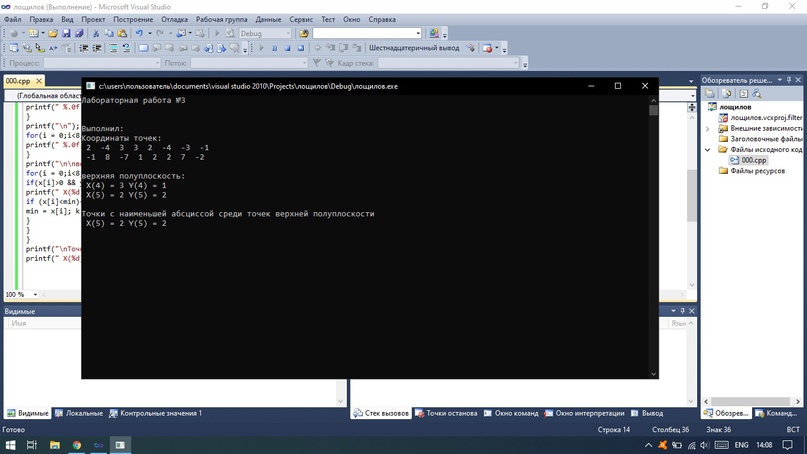 лощилов (Выполнение) - Microsoft Visual Studio
Файл Правка Вид Проект Построение Отладка Рабочая группа Данные Сервис Тест Окно Справка
Debug
Шестнадцатеричный вывод
Процесс: Поток: Кадр стека:
000.cpp
(Глобальная област
printf(" %.0f
}
printf("\n");
for(i = 0;i<8
printf(" %.0f
}
printf("\n\nве
for(i = 0;i<8
if(x[i]>0 && y
printf(" X(%d
if (x[i]<min)
min = x[i]; k
}
}
}
printf("\nТочк
printf(" X(%d
100 %
c:\users\пользователь\documents\visual studio 2010\Projects\лощилов\Debug\лощилов.exe
Лабораторная работа №3
Выполнил:
Координаты точек:
2 -4 3 3 2 -4 -3 -1
-1 8 -7 1 2 2 7 -2
верхняя полуплоскость:
X(4) = 3 Y(4) = 1
X(5) = 2 Y(5) = 2
Точки с наименьшей абсциссой среди точек верхней полуплоскости
X(5) = 2 Y(5) = 2
Обозреватель реше...
лощилов
лощилов.vcxproj.filter
Внешние зависимость
Заголовочные файлы
Файлы исходного код
000.cpp
Файлы ресурсов
Видимые
Имя
Язык
Видимые Локальные Контрольные значения 1
Стек вызовов Точки останова Окно команд Окно интерпретации Вывод
Обозрев... Команд...
Готово Строка 14 Столбец 36 Знак 36 ВСТ
ENG 14:08